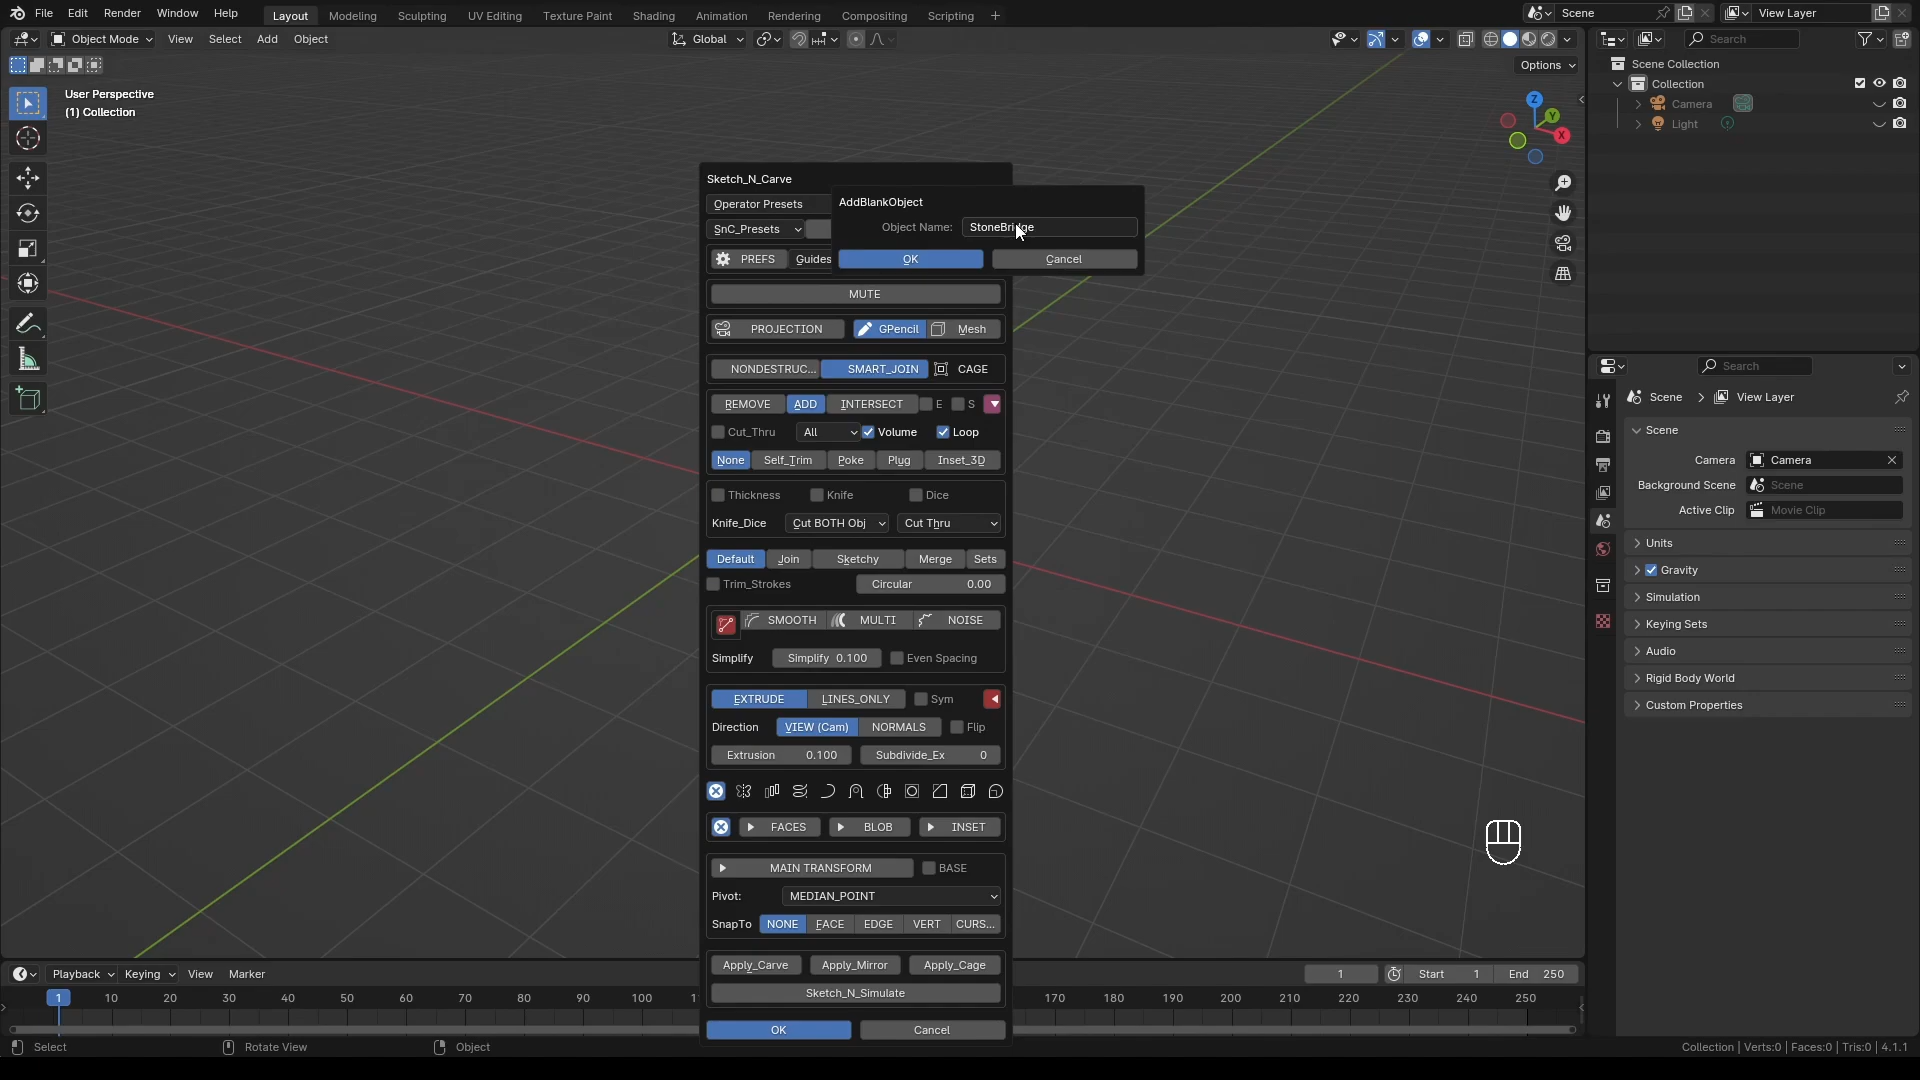 File Edit Render Window Help Layout Modeling Sculpting UV Editing Texture Paint Shading Animation Rendering Compositing Scripting + Scene View Layer
Object Mode View Select Add Object Global Search
Options
User Perspective
(1) Collection
Z
Y
X
Scene Collection
Collection
Camera
Light
Sketch_N_Carve
Operator Presets
SnC_Presets
PREFS Guides
AddBlankObject
Object Name: StoneBridge
OK Cancel
MUTE
PROJECTION GPencil Mesh
NONDESTRUC... SMART_JOIN CAGE
REMOVE ADD INTERSECT E S
Cut_Thru All Volume Loop
None Self_Trim Poke Plug Inset_3D
Thickness Knife Dice
Knife_Dice Cut BOTH Obj Cut Thru
Default Join Sketchy Merge Sets
Trim_Strokes Circular 0.00
SMOOTH MULTI NOISE
Simplify Simplify 0.100 Even Spacing
EXTRUDE LINES_ONLY Sym
Direction VIEW (Cam) NORMALS Flip
Extrusion 0.100 Subdivide_Ex 0
FACES BLOB INSET
MAIN TRANSFORM BASE
Pivot: MEDIAN_POINT
SnapTo NONE FACE EDGE VERT CURS...
Apply_Carve Apply_Mirror Apply_Cage
Sketch_N_Simulate
OK Cancel
Search
Scene View Layer
Scene
Camera Camera
Background Scene Scene
Active Clip Movie Clip
Units
Gravity
Simulation
Keying Sets
Audio
Rigid Body World
Custom Properties
Playback Keying View Marker 1 Start 1 End 250
1 10 20 30 40 50 60 70 80 90 100 1 170 180 190 200 210 220 230 240 250
Select Rotate View Object Collection | Verts:0 | Faces:0 | Tris:0 | 4.1.1